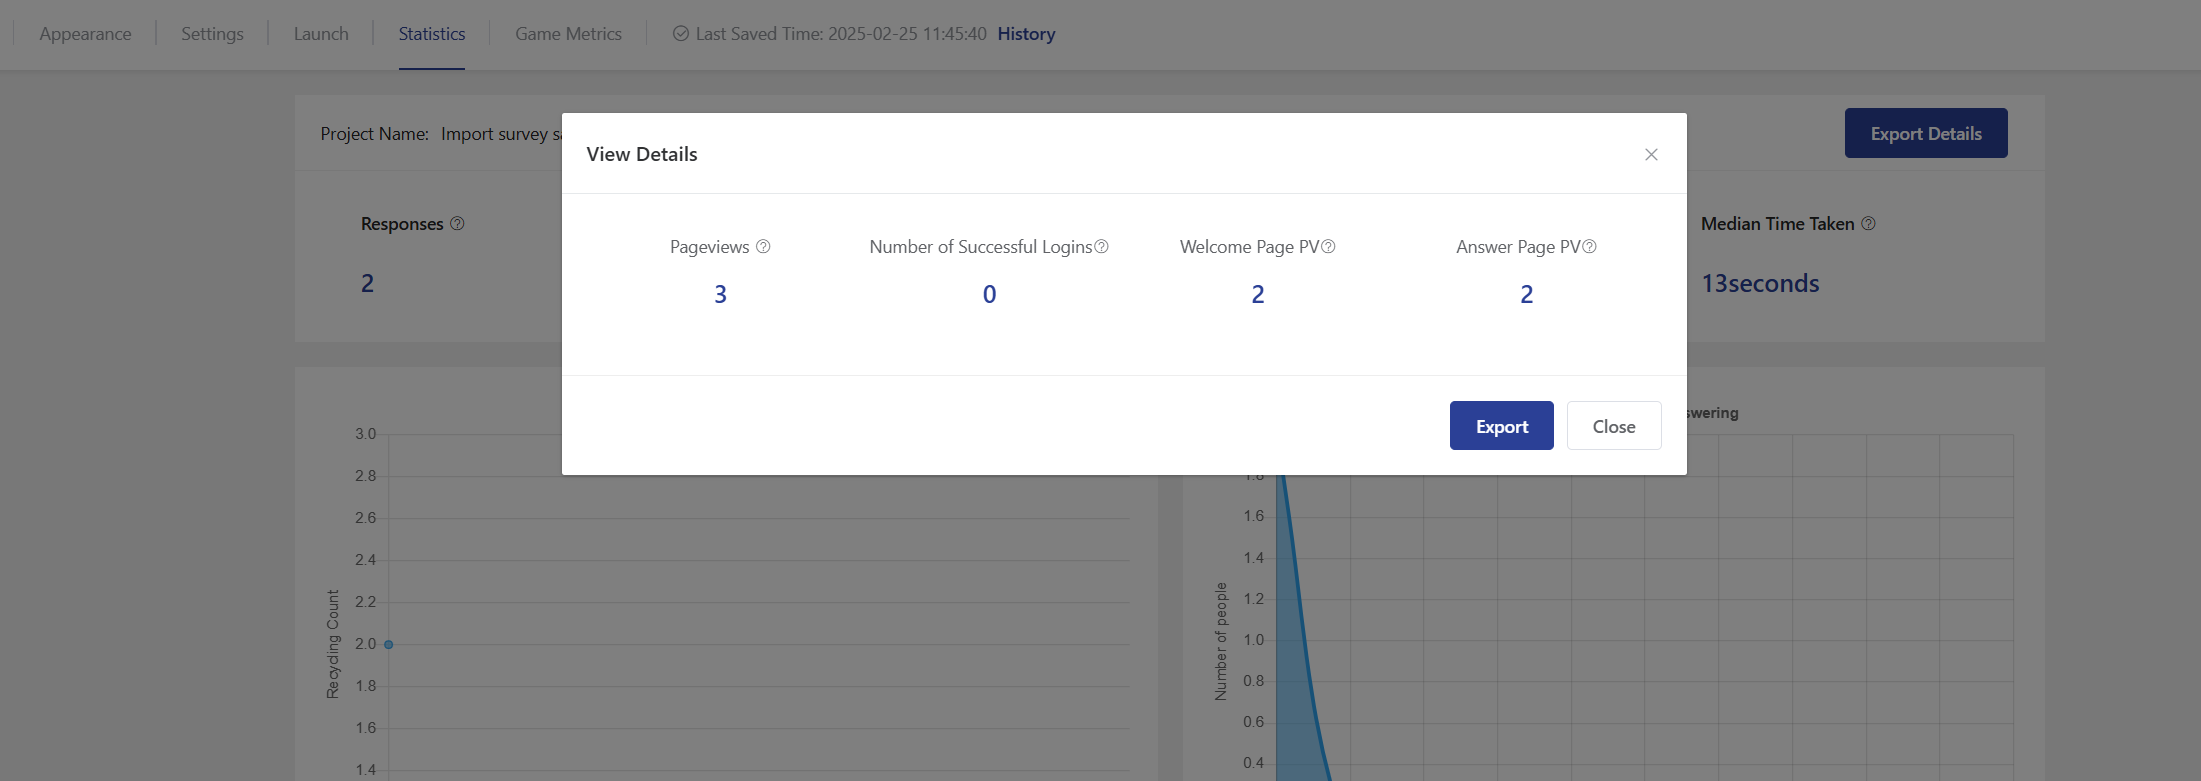 Appearance
Settings
Launch
Statistics
Game Metrics
Last Saved Time: 2025-02-25 11:45:40 History
Project Name: Import survey
Export Details
View Details
Responses
2
Pageviews
3
Number of Successful Logins
0
Welcome Page PV
2
Answer Page PV
2
Median Time Taken
13seconds
Export
Close
3.0
2.8
2.6
2.4
2.2
2.0
1.8
1.6
1.4
Recycling Count
swering
1.8
1.6
1.4
1.2
1.0
0.8
0.6
0.4
Number of people